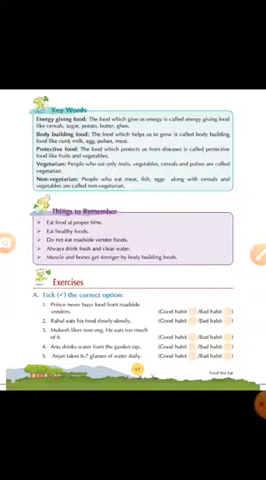 Key Words
Energy giving food: The food which give us energy is called energy giving food
like cereals, sugar, potato, butter, ghee.
Body building food: The food which helps us to grow is called body building
food like curd, milk, egg, pulses, meat.
Protective food: The food which protects us from diseases is called protective
food like fruits and vegetables.
Vegetarian: People who eat only fruits, vegetables, cereals and pulses are called
vegetarian.
Non-vegetarian: People who eat meat, fish, eggs along with cereals and
vegetables are called non-vegetarian.
Things to Remember
Eat food at proper time.
Eat healthy foods.
Do not eat roadside vendor foods.
Always drink fresh and clear water.
Muscle and bones get stronger by body building foods.
Exercises
A. Tick (✓) the correct option:
1. Prince never buys food from roadside
vendors. (Good habit /Bad habit )
2. Rahul eats his food slowly-slowly. (Good habit /Bad habit )
3. Mukesh likes non-veg, He eats too much
of it. (Good habit /Bad habit )
4. Anu drinks water from the garden tap. (Good habit /Bad habit )
5. Arjun takes 6-7 glasses of water daily. (Good habit /Bad habit )
17
Food We Eat